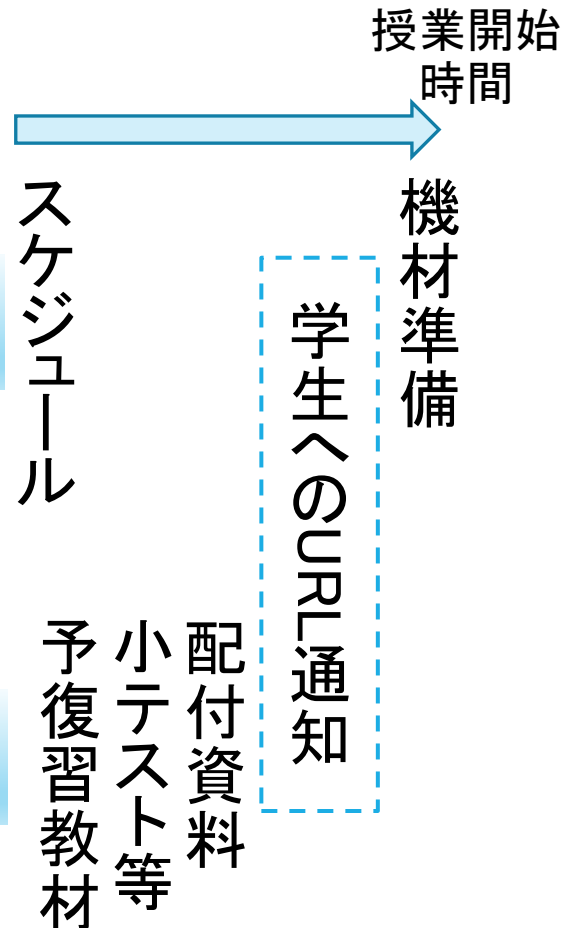 授業開始
時間
スケジュール
予復習教材
小テスト等
配付資料
学生へのURL通知
機材準備